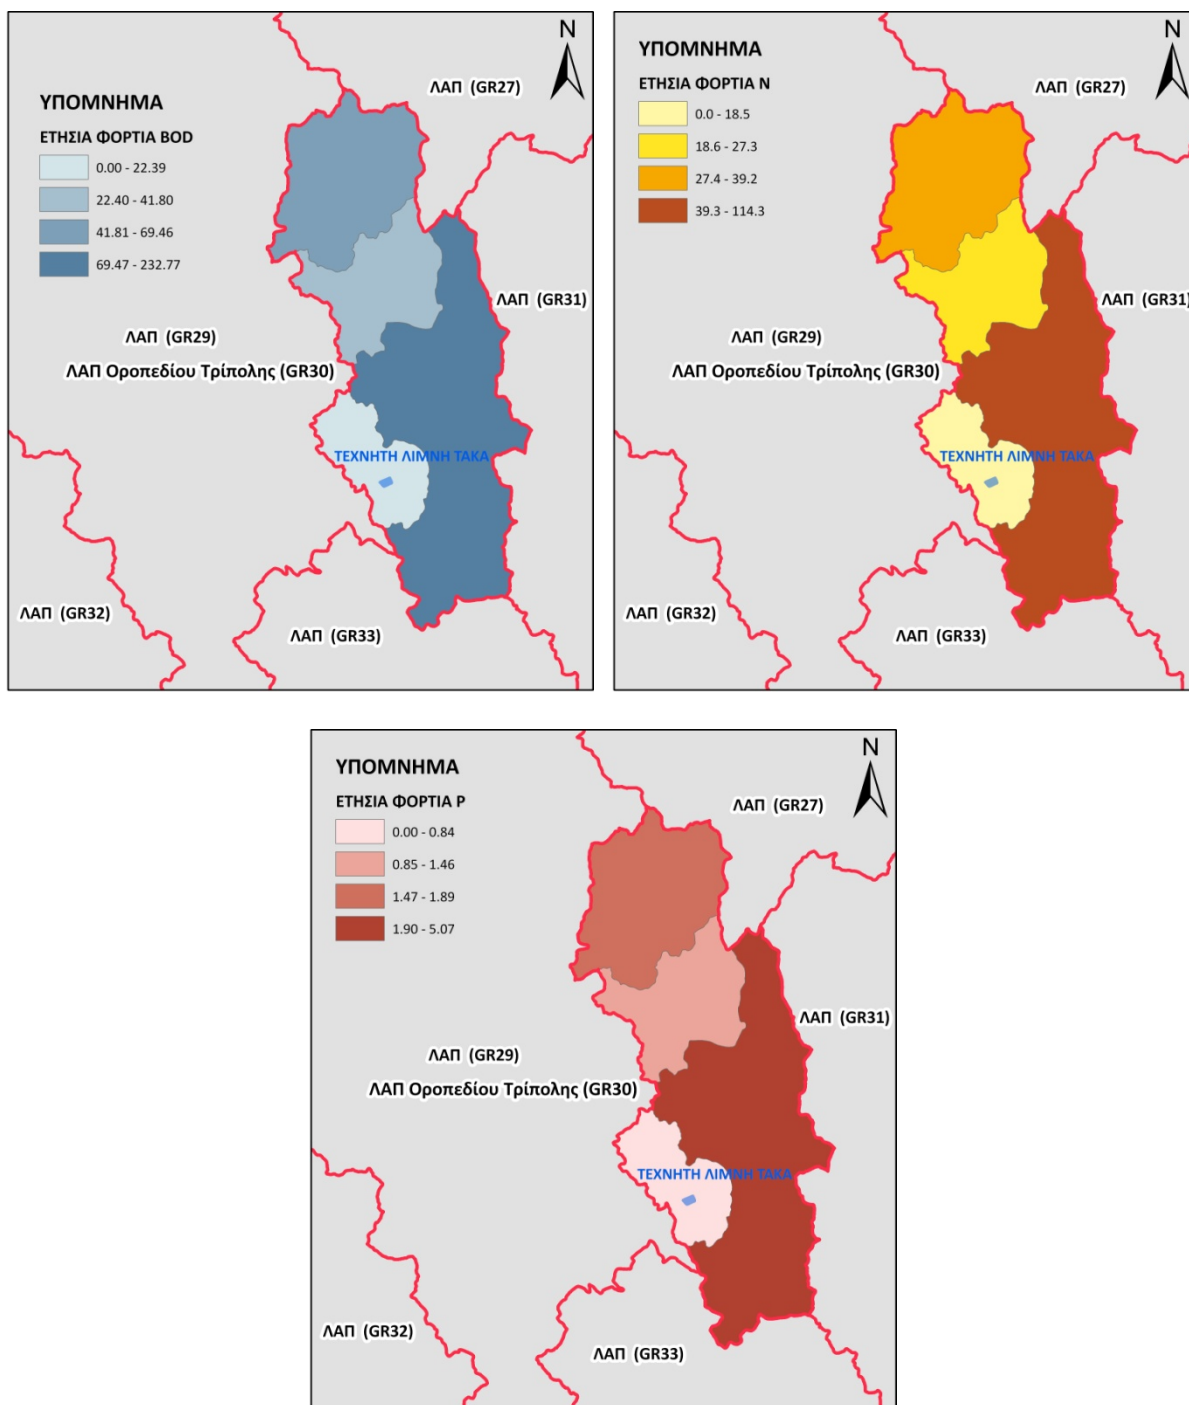 N
ΥΠΟΜΝΗΜΑ
ΕΤΗΣΙΑ ΦΟΡΤΙΑ BOD
0.00 - 22.39
22.40 - 41.80
41.81 - 69.46
69.47 - 232.77
ΛΑΠ (GR27)
ΛΑΠ (GR31)
ΛΑΠ (GR29)
ΛΑΠ Οροπεδίου Τρίπολης (GR30)
ΤΕΧΝΗΤΗ ΛΙΜΝΗ ΤΑΚΑ
ΛΑΠ (GR32)
ΛΑΠ (GR33)
N
ΥΠΟΜΝΗΜΑ
ΕΤΗΣΙΑ ΦΟΡΤΙΑ N
0.0 - 18.5
18.6 - 27.3
27.4 - 39.2
39.3 - 114.3
ΛΑΠ (GR27)
ΛΑΠ (GR31)
ΛΑΠ (GR29)
ΛΑΠ Οροπεδίου Τρίπολης (GR30)
ΤΕΧΝΗΤΗ ΛΙΜΝΗ ΤΑΚΑ
ΛΑΠ (GR32)
ΛΑΠ (GR33)
N
ΥΠΟΜΝΗΜΑ
ΕΤΗΣΙΑ ΦΟΡΤΙΑ P
0.00 - 0.84
0.85 - 1.46
1.47 - 1.89
1.90 - 5.07
ΛΑΠ (GR27)
ΛΑΠ (GR31)
ΛΑΠ (GR29)
ΛΑΠ Οροπεδίου Τρίπολης (GR30)
ΤΕΧΝΗΤΗ ΛΙΜΝΗ ΤΑΚΑ
ΛΑΠ (GR32)
ΛΑΠ (GR33)